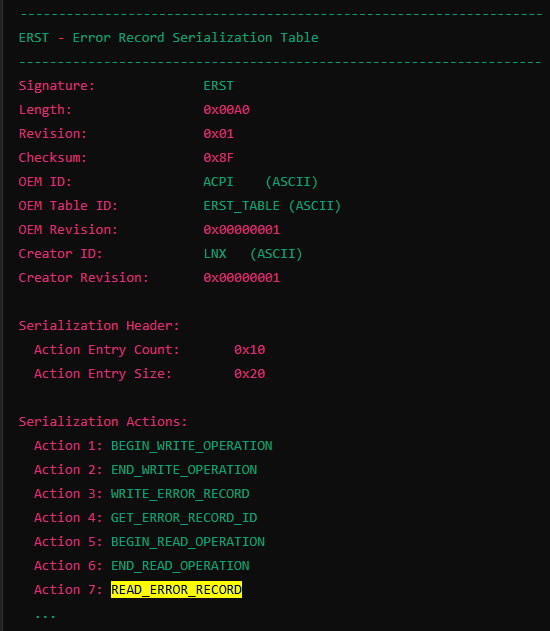 --------------------------------------------------------------------
ERST - Error Record Serialization Table
--------------------------------------------------------------------
Signature: ERST
Length: 0x00A0
Revision: 0x01
Checksum: 0x8F
OEM ID: ACPI (ASCII)
OEM Table ID: ERST_TABLE (ASCII)
OEM Revision: 0x00000001
Creator ID: LNX (ASCII)
Creator Revision: 0x00000001
Serialization Header:
Action Entry Count: 0x10
Action Entry Size: 0x20
Serialization Actions:
Action 1: BEGIN_WRITE_OPERATION
Action 2: END_WRITE_OPERATION
Action 3: WRITE_ERROR_RECORD
Action 4: GET_ERROR_RECORD_ID
Action 5: BEGIN_READ_OPERATION
Action 6: END_READ_OPERATION
Action 7: READ_ERROR_RECORD
...